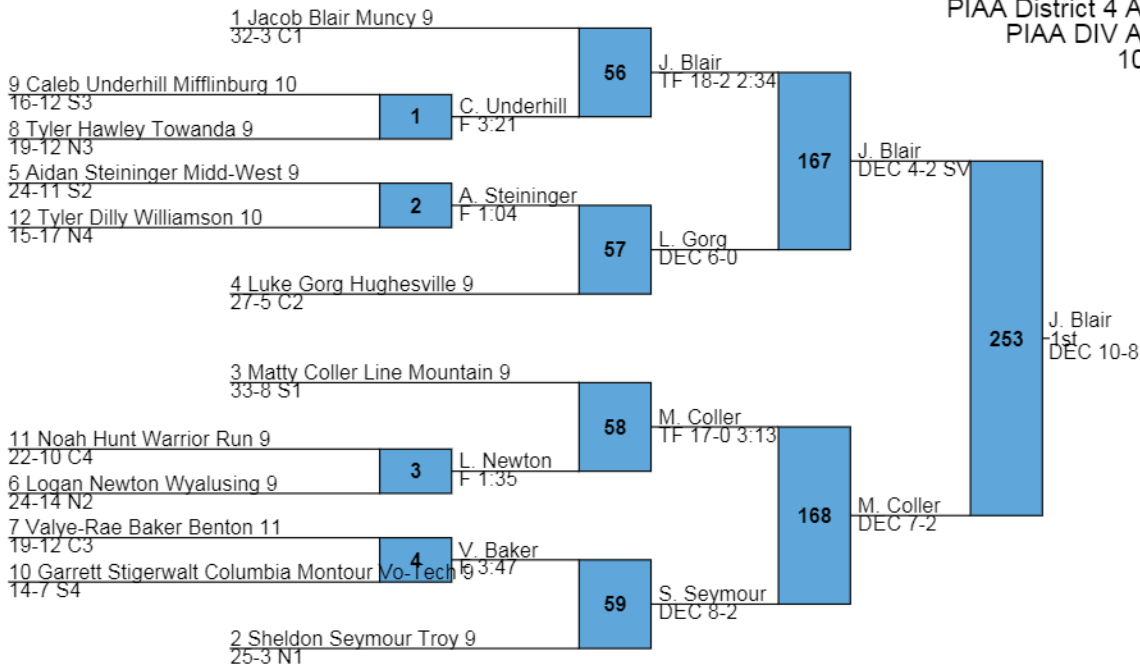 PIAA District 4 A
PIAA DIV A
10
1 Jacob Blair Muncy 9
32-3 C1
9 Caleb Underhill Mifflinburg 10
16-12 S3
8 Tyler Hawley Towanda 9
19-12 N3
1
C. Underhill
F 3:21
56
J. Blair
TF 18-2 2:34
5 Aidan Steininger Midd-West 9
24-11 S2
12 Tyler Dilly Williamson 10
15-17 N4
2
A. Steininger
F 1:04
4 Luke Gorg Hughesville 9
27-5 C2
57
L. Gorg
DEC 6-0
167
J. Blair
DEC 4-2 SV
3 Matty Coller Line Mountain 9
33-8 S1
11 Noah Hunt Warrior Run 9
22-10 C4
6 Logan Newton Wyalusing 9
24-14 N2
3
L. Newton
F 1:35
58
M. Coller
TF 17-0 3:13
7 Valye-Rae Baker Benton 11
19-12 C3
10 Garrett Stigerwalt Columbia Montour Vo-Tech 9
14-7 S4
4
V. Baker
F 3:47
2 Sheldon Seymour Troy 9
25-3 N1
59
S. Seymour
DEC 8-2
168
M. Coller
DEC 7-2
253
J. Blair
1st
DEC 10-8